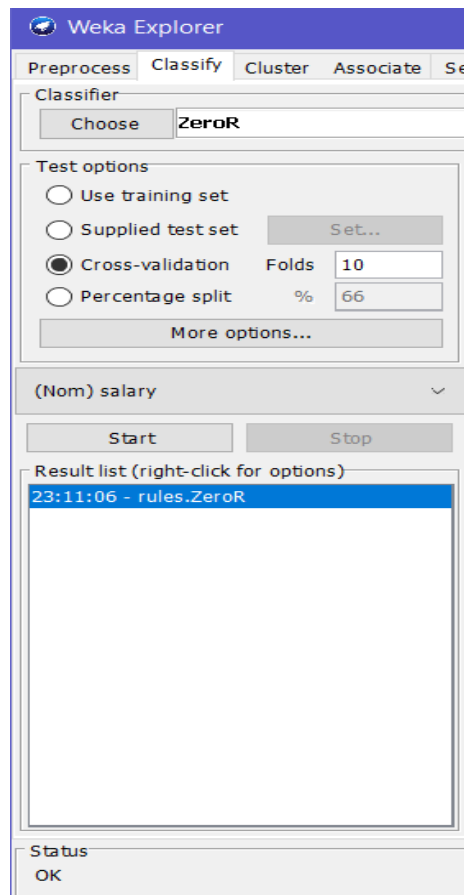 Weka Explorer
Preprocess Classify Cluster Associate Se
Classifier
Choose ZeroR
Test options
Use training set
Supplied test set Set...
Cross-validation Folds 10
Percentage split % 66
More options...
(Nom) salary
Start Stop
Result list (right-click for options)
23:11:06 - rules.ZeroR
Status
OK